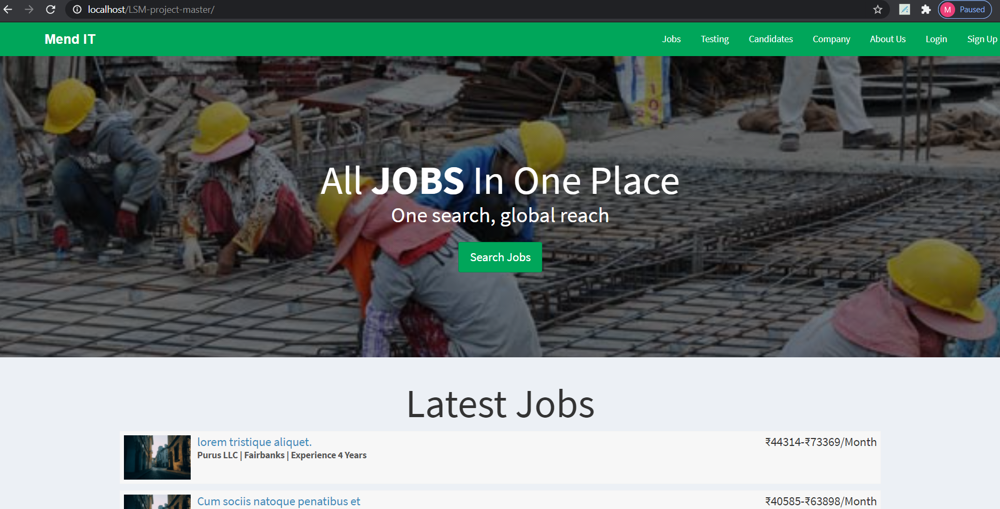 localhost/LSM-project-master/
M Paused
Mend IT
Jobs Testing Candidates Company About Us Login Sign Up
All JOBS In One Place
One search, global reach
Search Jobs
Latest Jobs
lorem tristique aliquet. ₹44314-₹73369/Month
Purus LLC | Fairbanks | Experience 4 Years
Cum sociis natoque penatibus et ₹40585-₹63898/Month